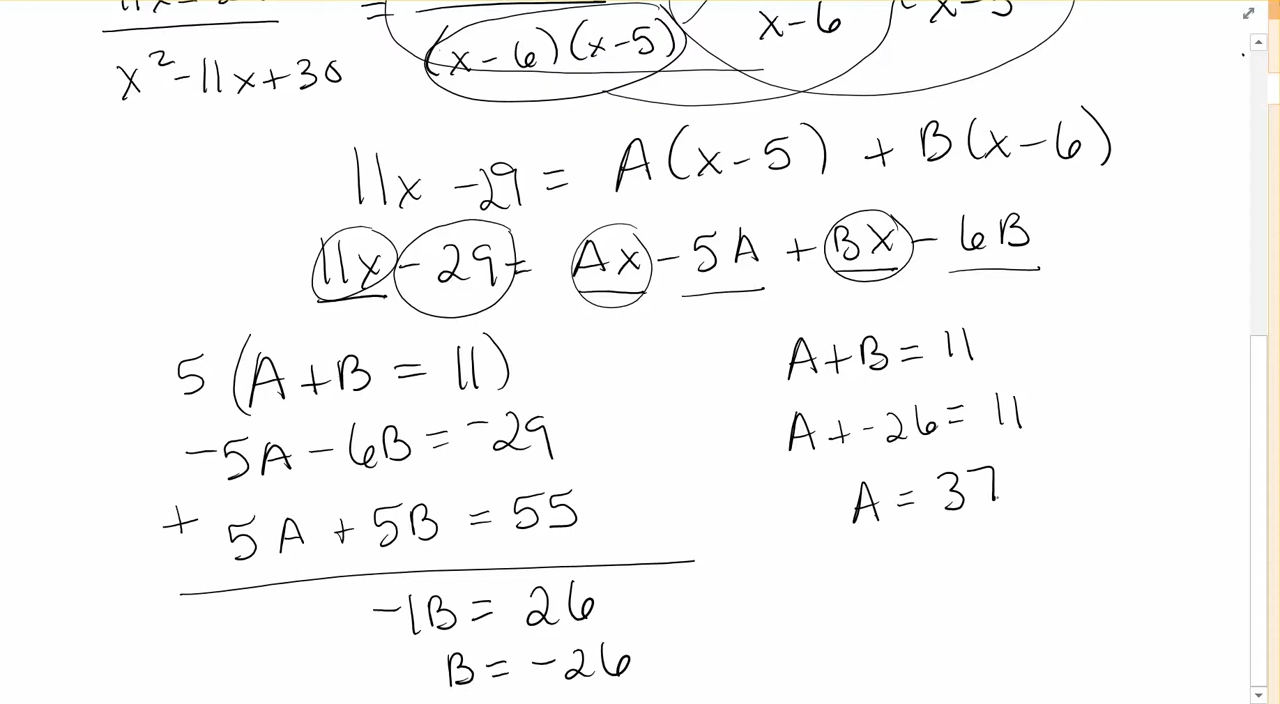 =
x² - 11x + 30
(x - 6)(x - 5)
x - 6
11x - 29 = A(x - 5) + B(x - 6)
11x - 29 = Ax - 5A + Bx - 6B
5 (A + B = 11)
-5A - 6B = -29
+ 5A + 5B = 55
-1B = 26
B = -26
A + B = 11
A + -26 = 11
A = 37